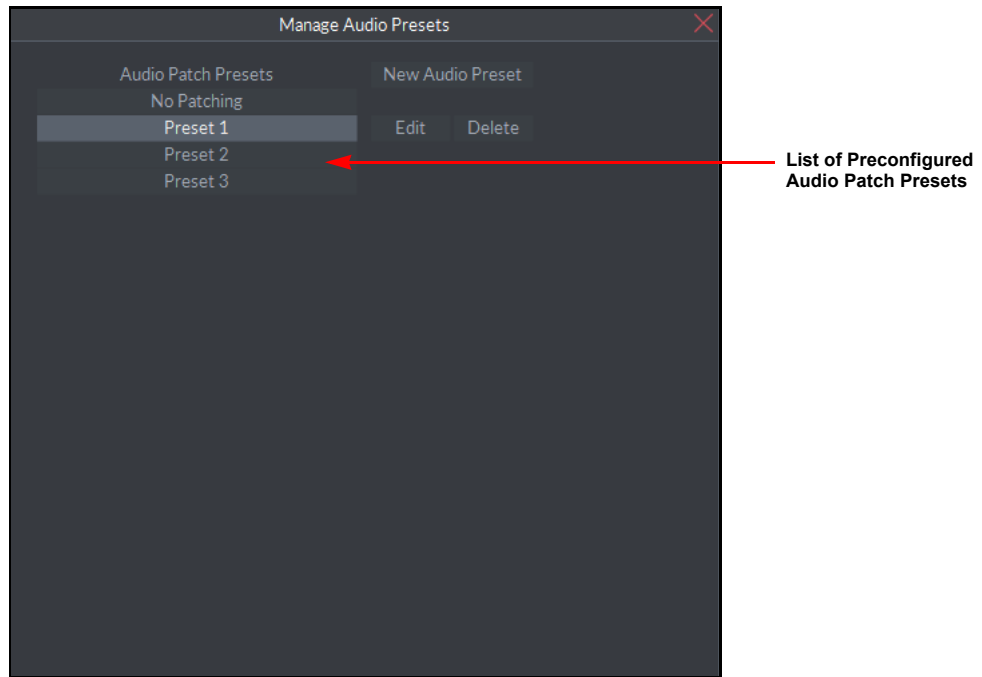 Manage Audio Presets
Audio Patch Presets
New Audio Preset
No Patching
Preset 1
Edit
Delete
Preset 2
Preset 3
List of Preconfigured
Audio Patch Presets